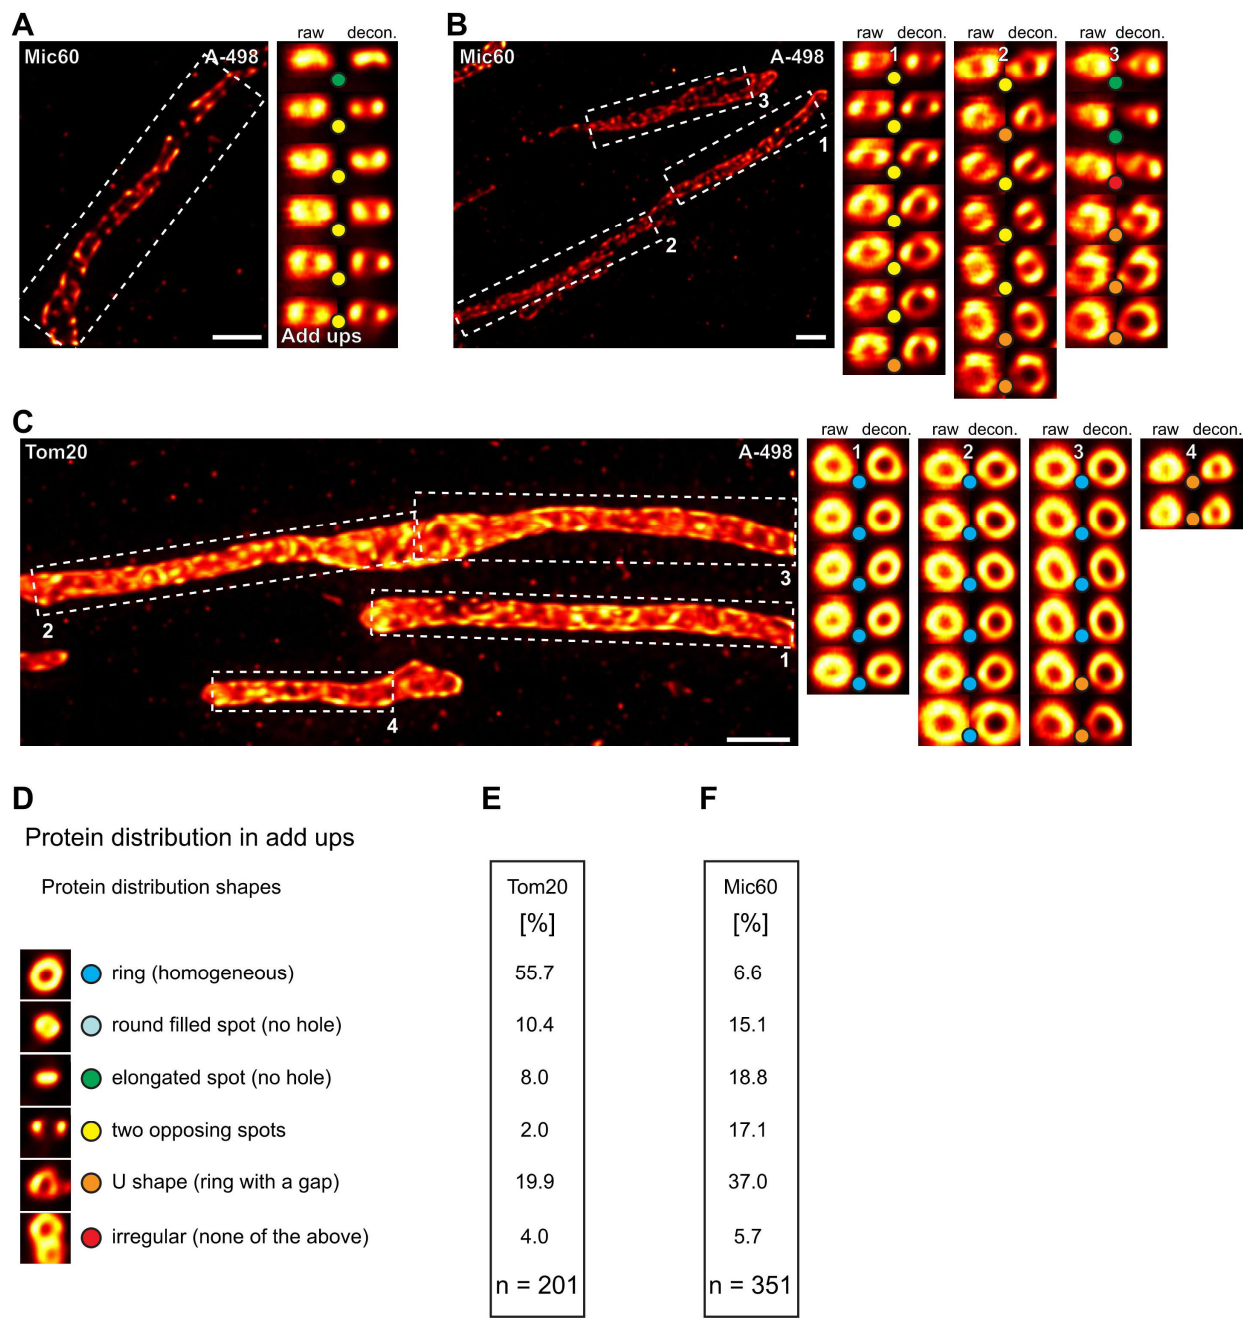 A
Mic60
A-498
raw
decon.
Add ups
B
Mic60
A-498
3
1
2
raw
decon.
1
raw
decon.
2
raw
decon.
3
C
Tom20
A-498
2
3
1
4
raw
decon.
1
raw
decon.
2
raw
decon.
3
raw
decon.
4
D
Protein distribution in add ups
Protein distribution shapes
ring (homogeneous)
round filled spot (no hole)
elongated spot (no hole)
two opposing spots
U shape (ring with a gap)
irregular (none of the above)
E
Tom20
[%]
55.7
10.4
8.0
2.0
19.9
4.0
n = 201
F
Mic60
[%]
6.6
15.1
18.8
17.1
37.0
5.7
n = 351